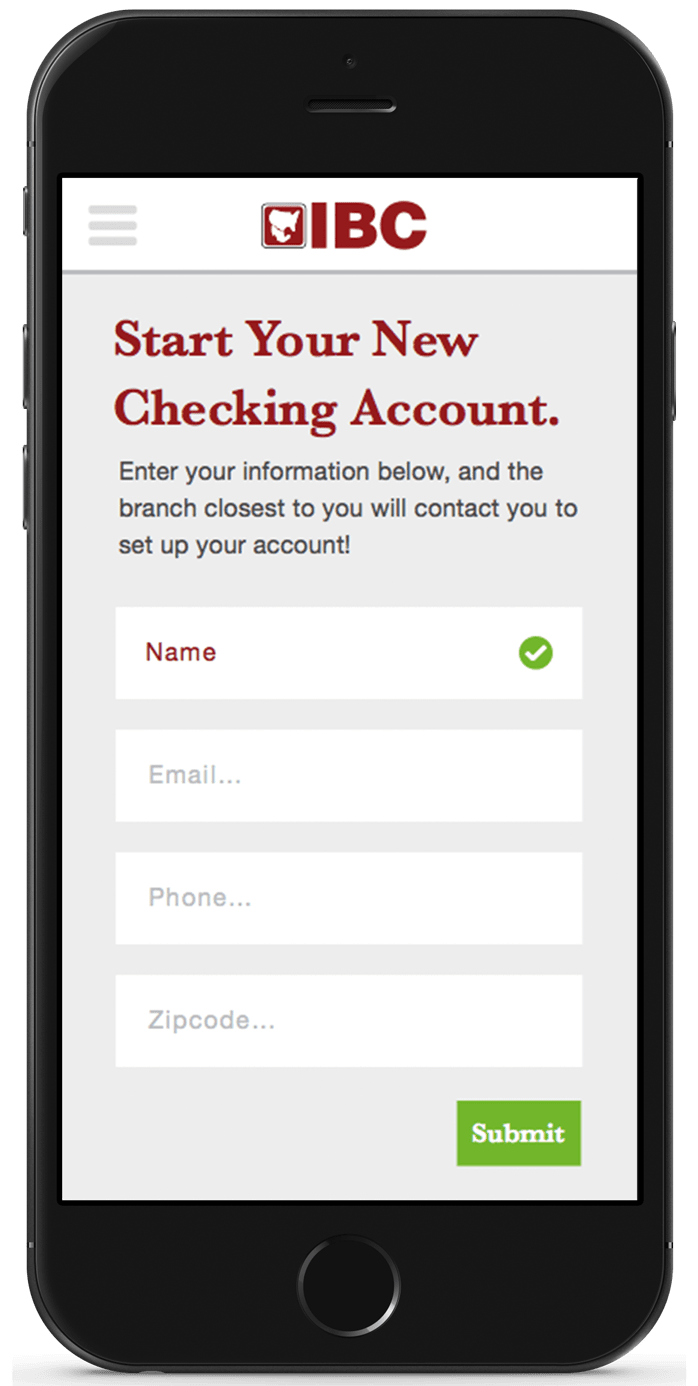 IBC
Start Your New
Checking Account.
Enter your information below, and the
branch closest to you will contact you to
set up your account!
Name
Email...
Phone...
Zipcode...
Submit